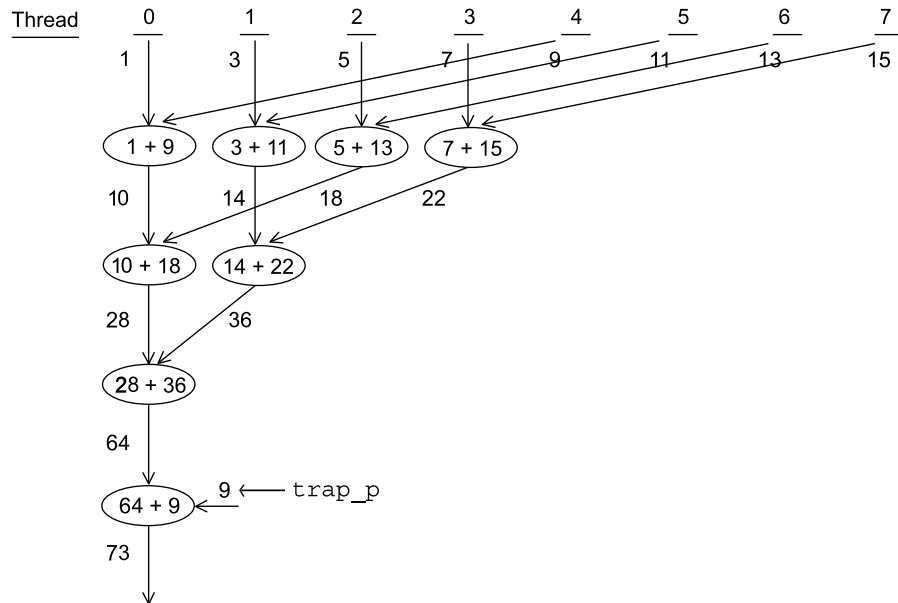 Thread 0 1 2 3 4 5 6 7
1 3 5 7 9 11 13 15
1 + 9 3 + 11 5 + 13 7 + 15
10 14 18 22
10 + 18 14 + 22
28 36
28 + 36
64
9 trap_p
64 + 9
73